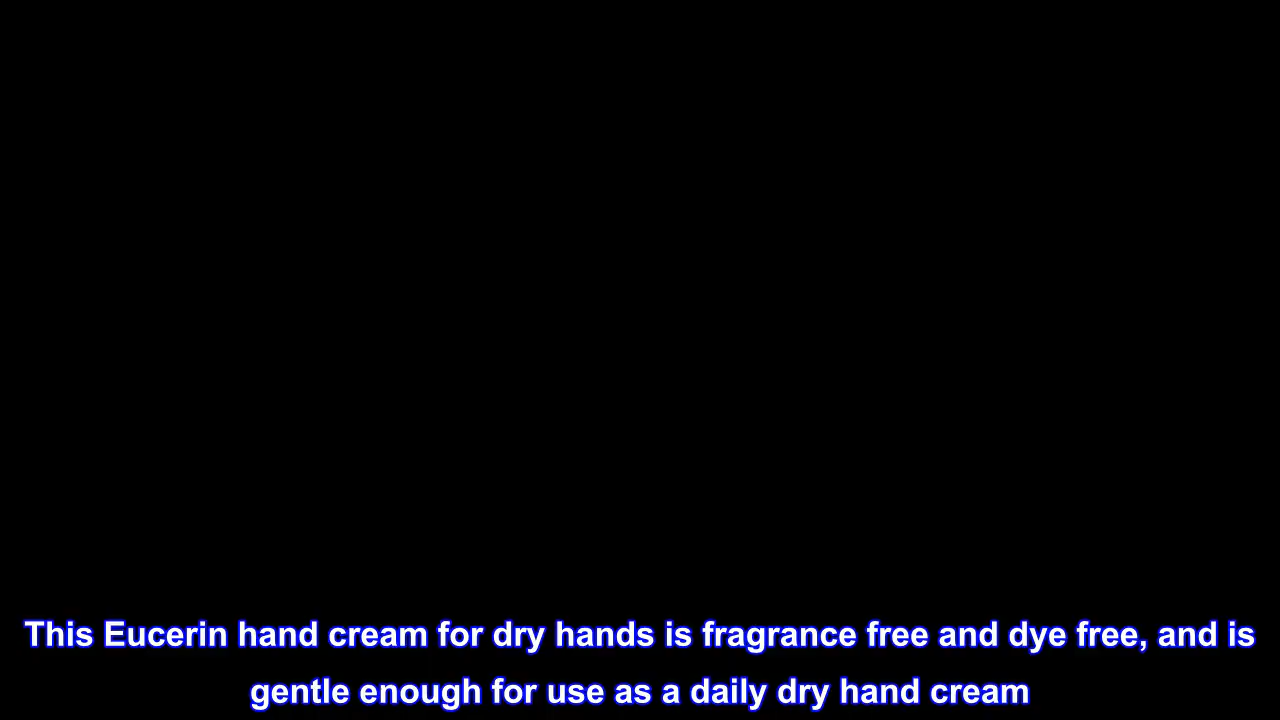 This Eucerin hand cream for dry hands is fragrance free and dye free, and is
gentle enough for use as a daily dry hand cream